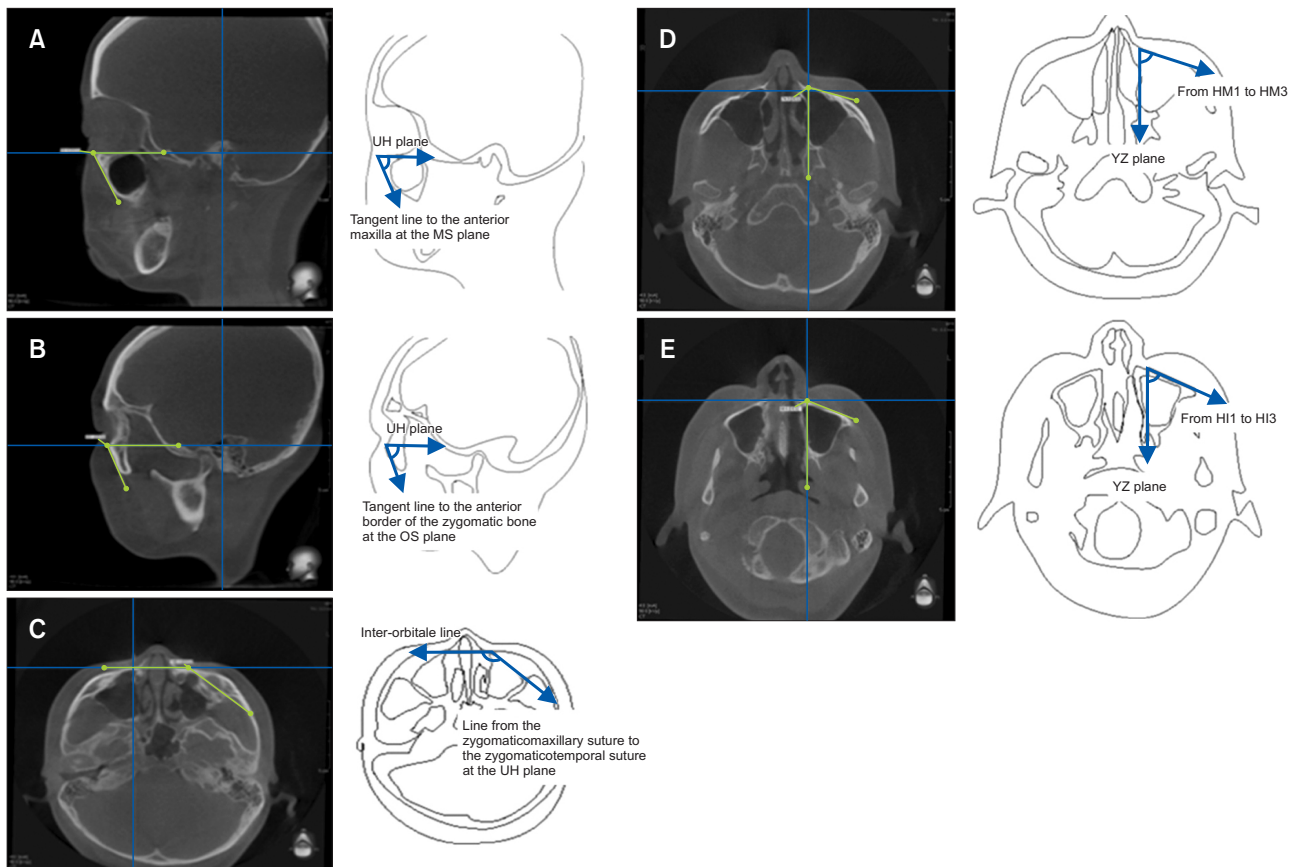 A
UH plane
Tangent line to the anterior
maxilla at the MS plane
B
UH plane
Tangent line to the anterior
border of the zygomatic bone
at the OS plane
C
Inter-orbitale line
Line from the
zygomaticomaxillary suture to
the zygomaticotemporal suture
at the UH plane
D
From HM1 to HM3
YZ plane
E
From HI1 to HI3
YZ plane